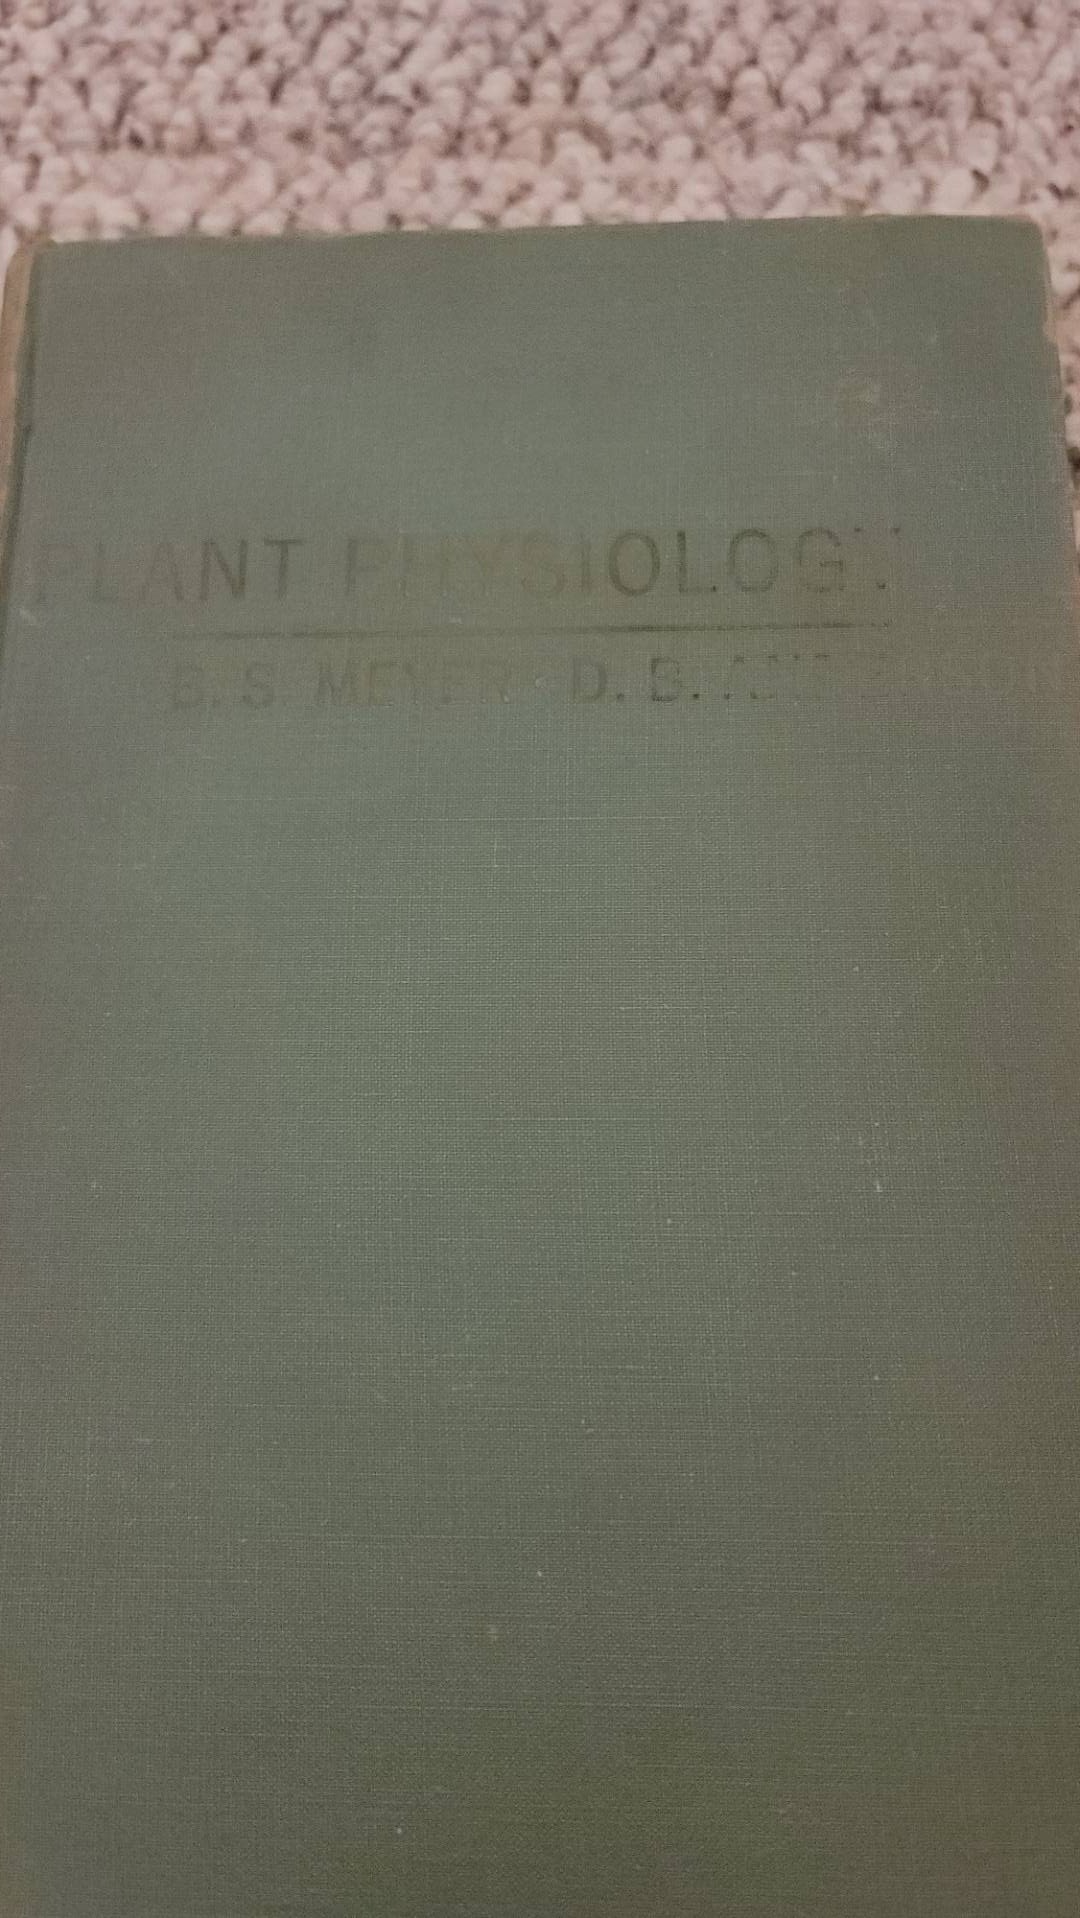 PLANT PHYSIOLOGY
B. S. MEYER · D. B.